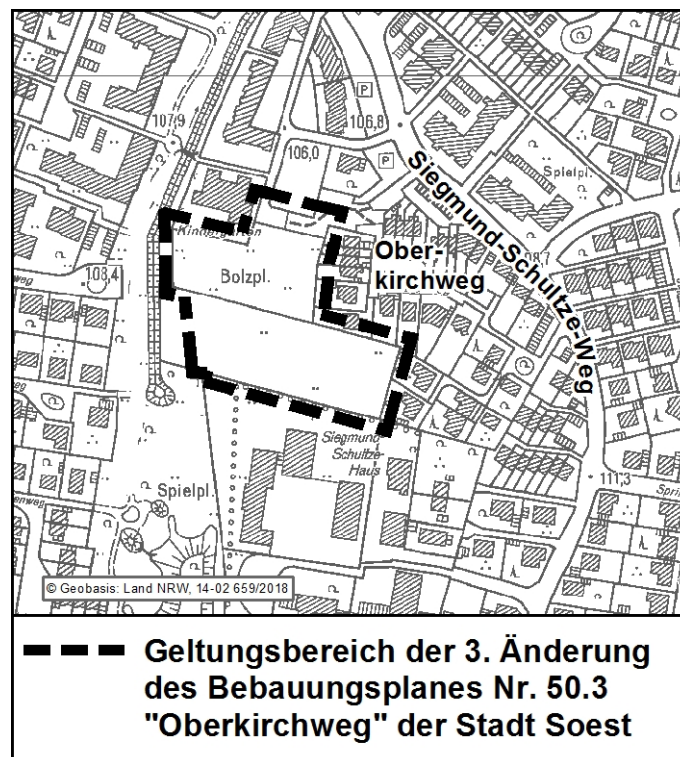 P
107,9
106,8
106,0
P
Spielpl.
Siegmund-Schultze-Weg
Kindergarten
Ober-
kirchweg
108,4
weg
Bolzpl.
Siegmund
Schultze
Haus
111,3
Spielpl.
© Geobasis: Land NRW, 14-02 659/2018
Geltungsbereich der 3. Änderung
des Bebauungsplanes Nr. 50.3
"Oberkirchweg" der Stadt Soest